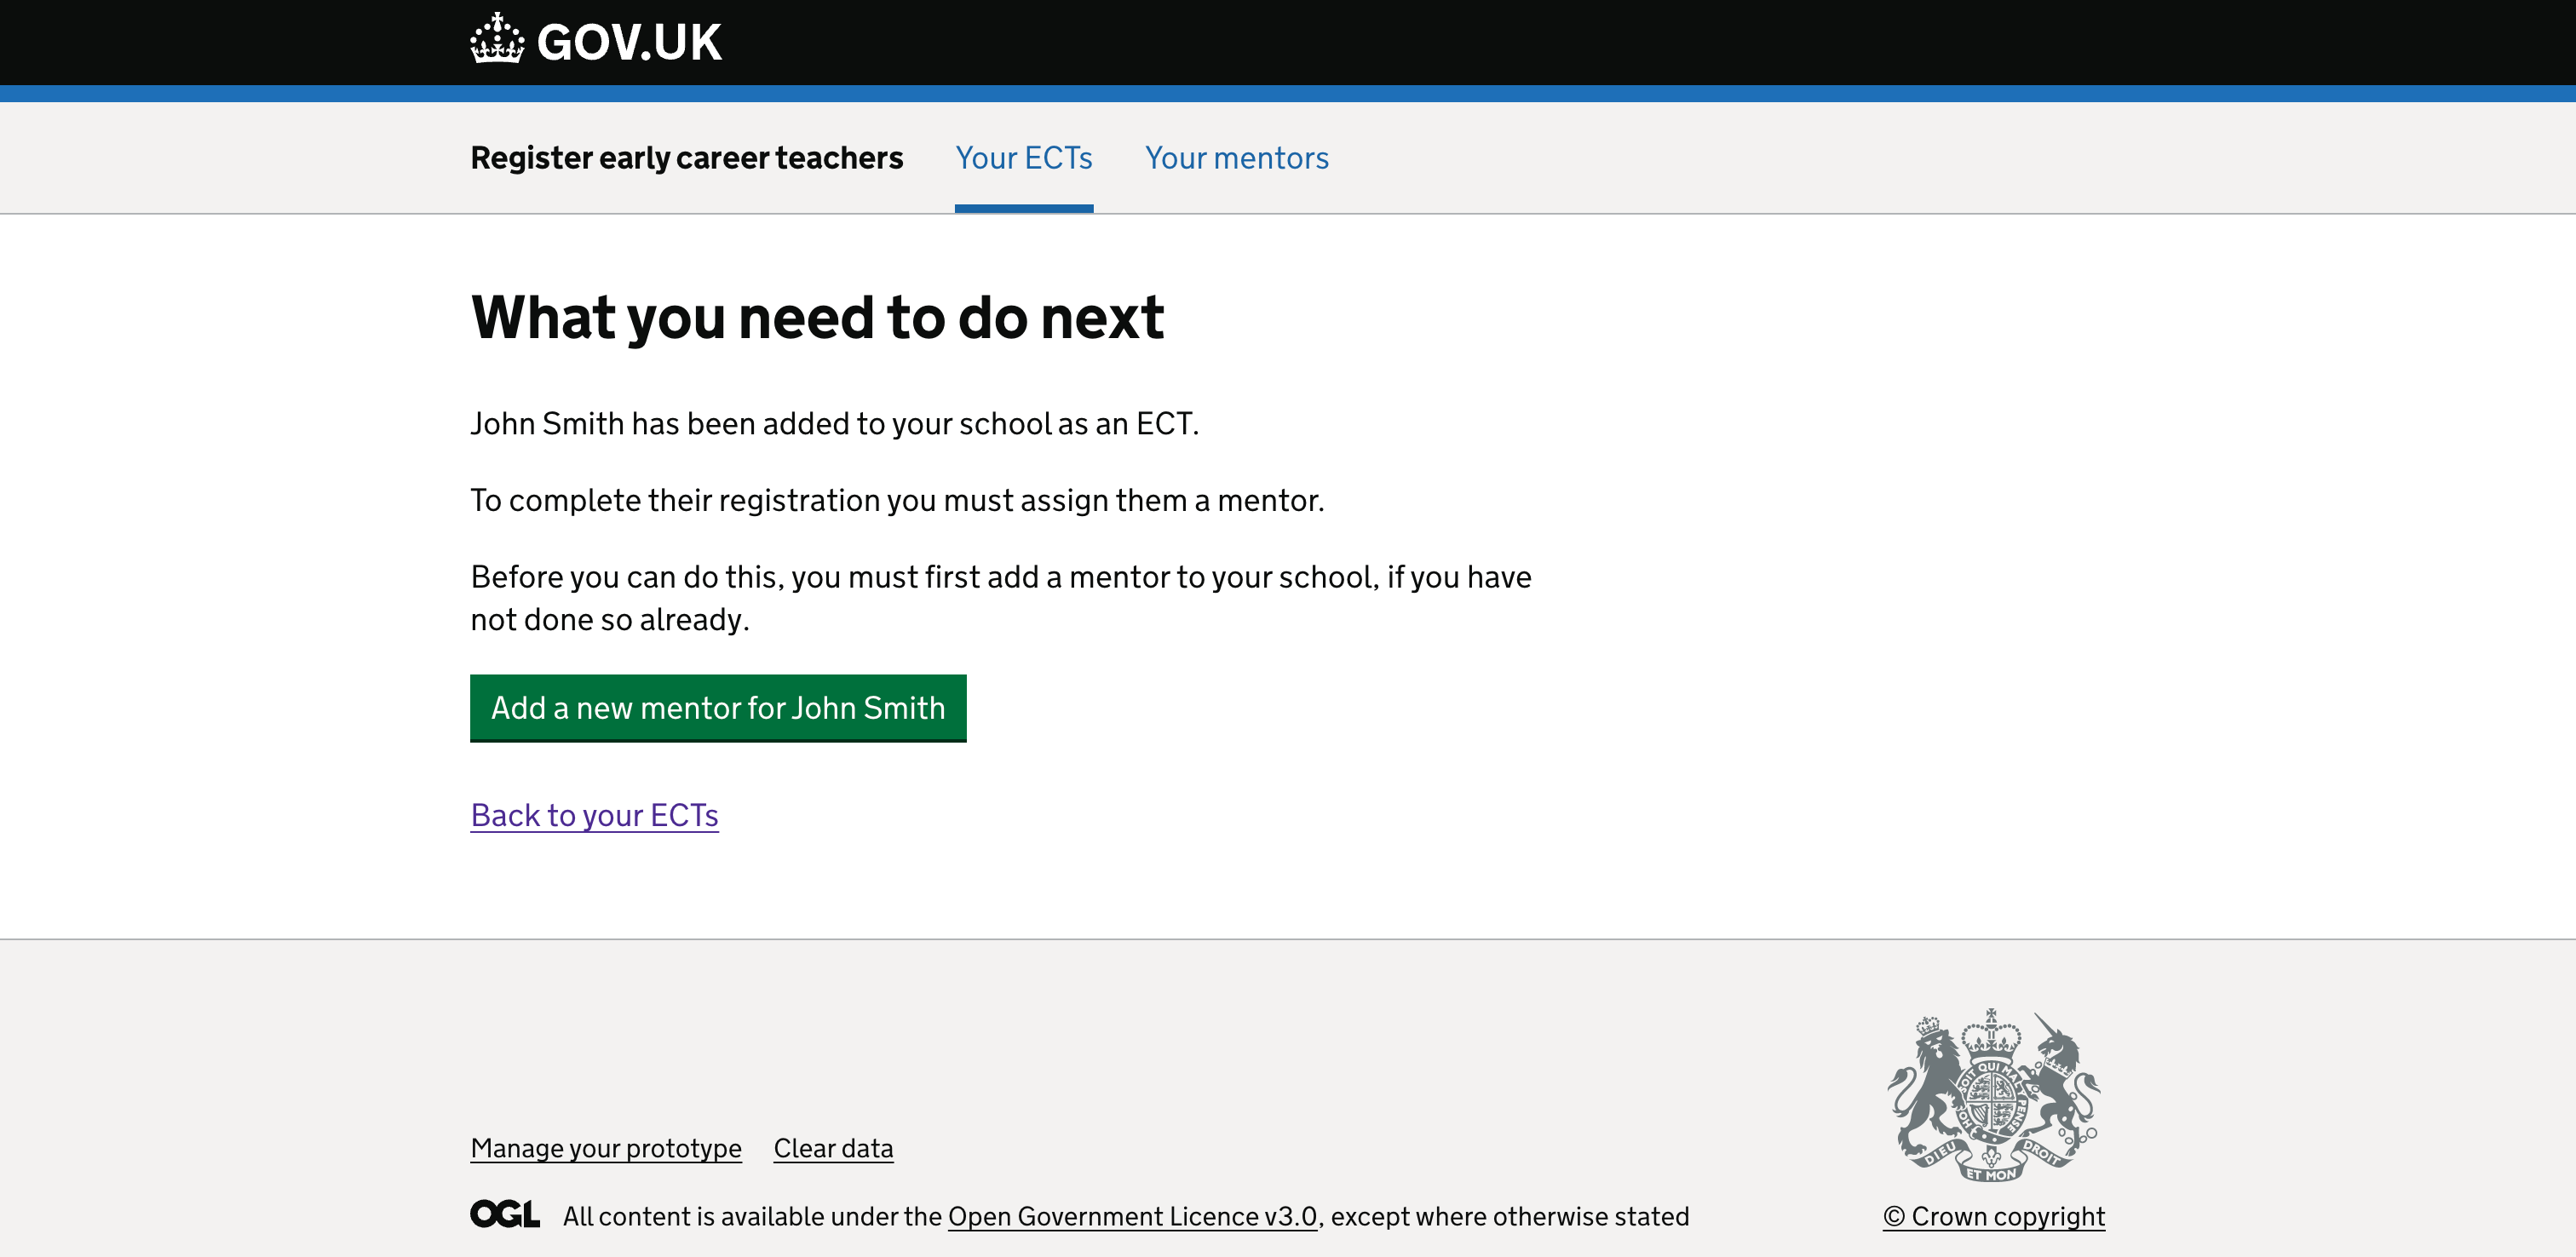 GOV.UK
Register early career teachers Your ECTs Your mentors
What you need to do next
John Smith has been added to your school as an ECT.
To complete their registration you must assign them a mentor.
Before you can do this, you must first add a mentor to your school, if you have
not done so already.
Add a new mentor for John Smith
Back to your ECTs
Manage your prototype Clear data
OGL All content is available under the Open Government Licence v3.0, except where otherwise stated
SOIT QUI MAL
DIEU ET MON DROIT
© Crown copyright